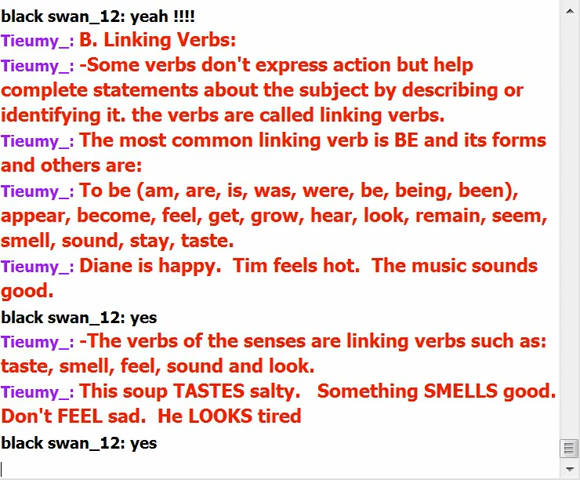 black swan_12: yeah !!!!
Tieumy_: B. Linking Verbs:
Tieumy_: -Some verbs don't express action but help
complete statements about the subject by describing or
identifying it. the verbs are called linking verbs.
Tieumy_: The most common linking verb is BE and its forms
and others are:
Tieumy_: To be (am, are, is, was, were, be, being, been),
appear, become, feel, get, grow, hear, look, remain, seem,
smell, sound, stay, taste.
Tieumy_: Diane is happy.  Tim feels hot.  The music sounds
good.
black swan_12: yes
Tieumy_: -The verbs of the senses are linking verbs such as:
taste, smell, feel, sound and look.
Tieumy_: This soup TASTES salty.   Something SMELLS good.
Don't FEEL sad.  He LOOKS tired
black swan_12: yes